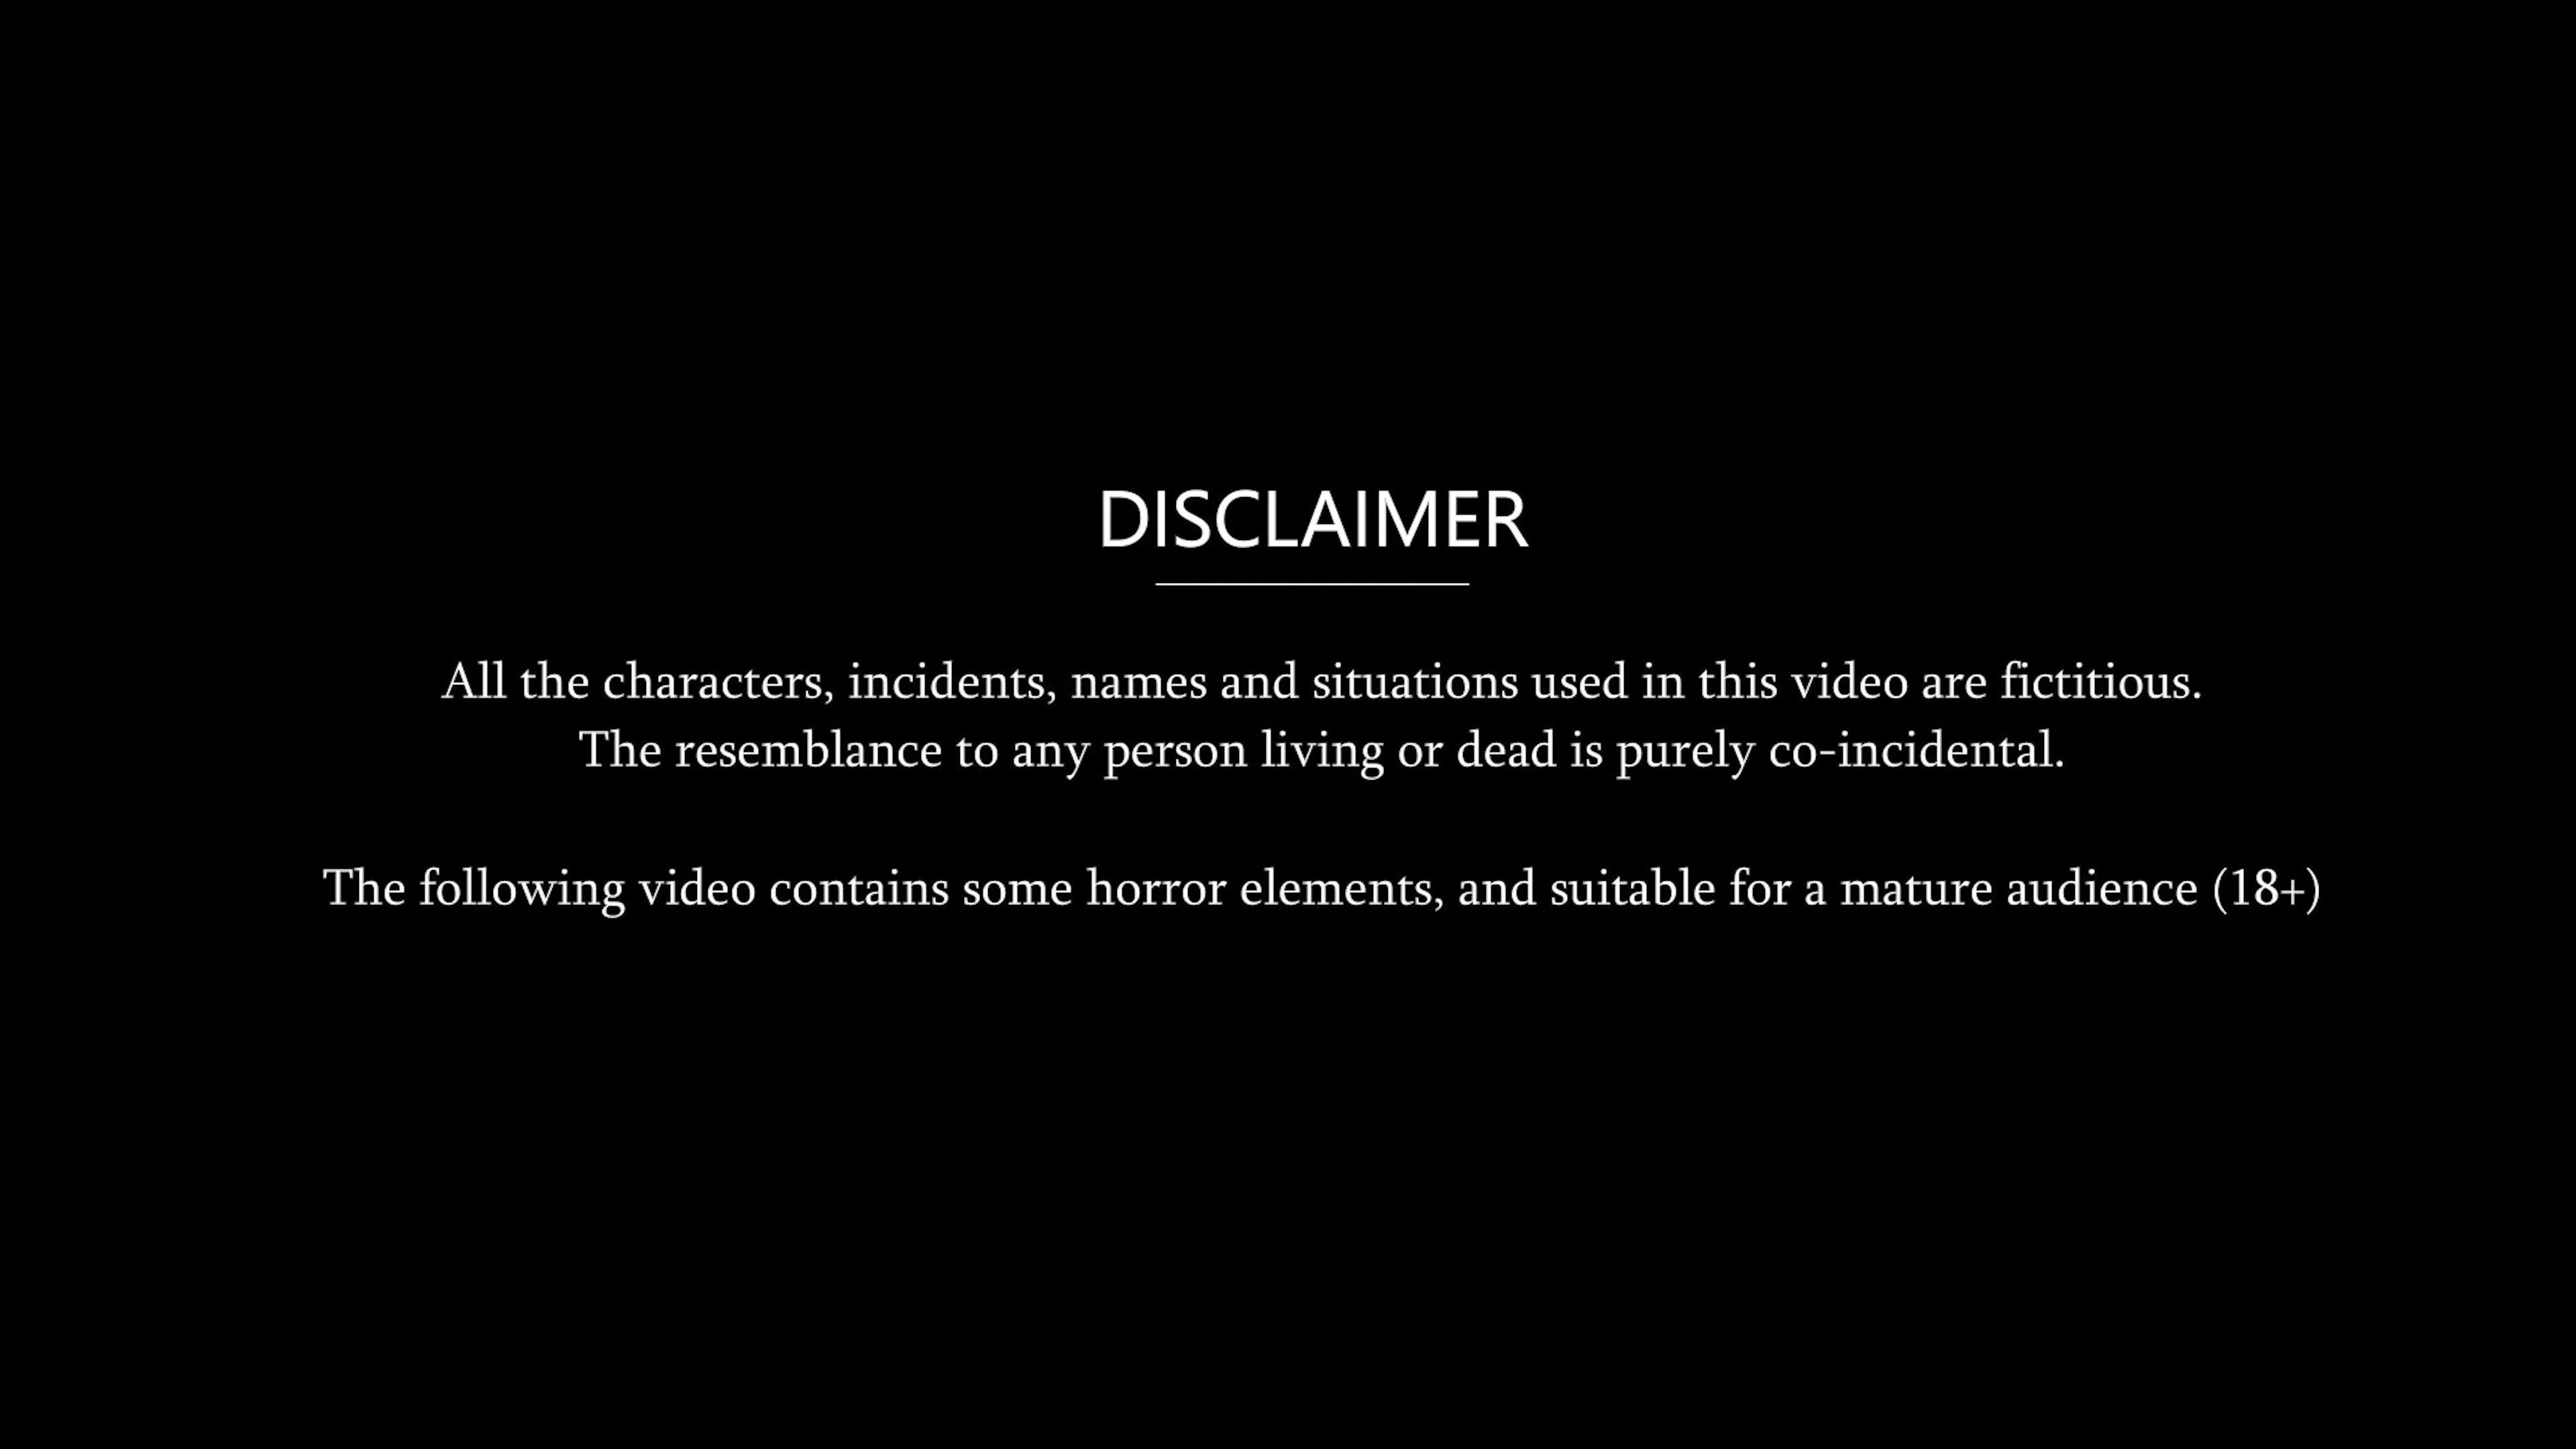 DISCLAIMER
All the characters, incidents, names and situations used in this video are fictitious.
The resemblance to any person living or dead is purely co-incidental.
The following video contains some horror elements, and suitable for a mature audience (18+)